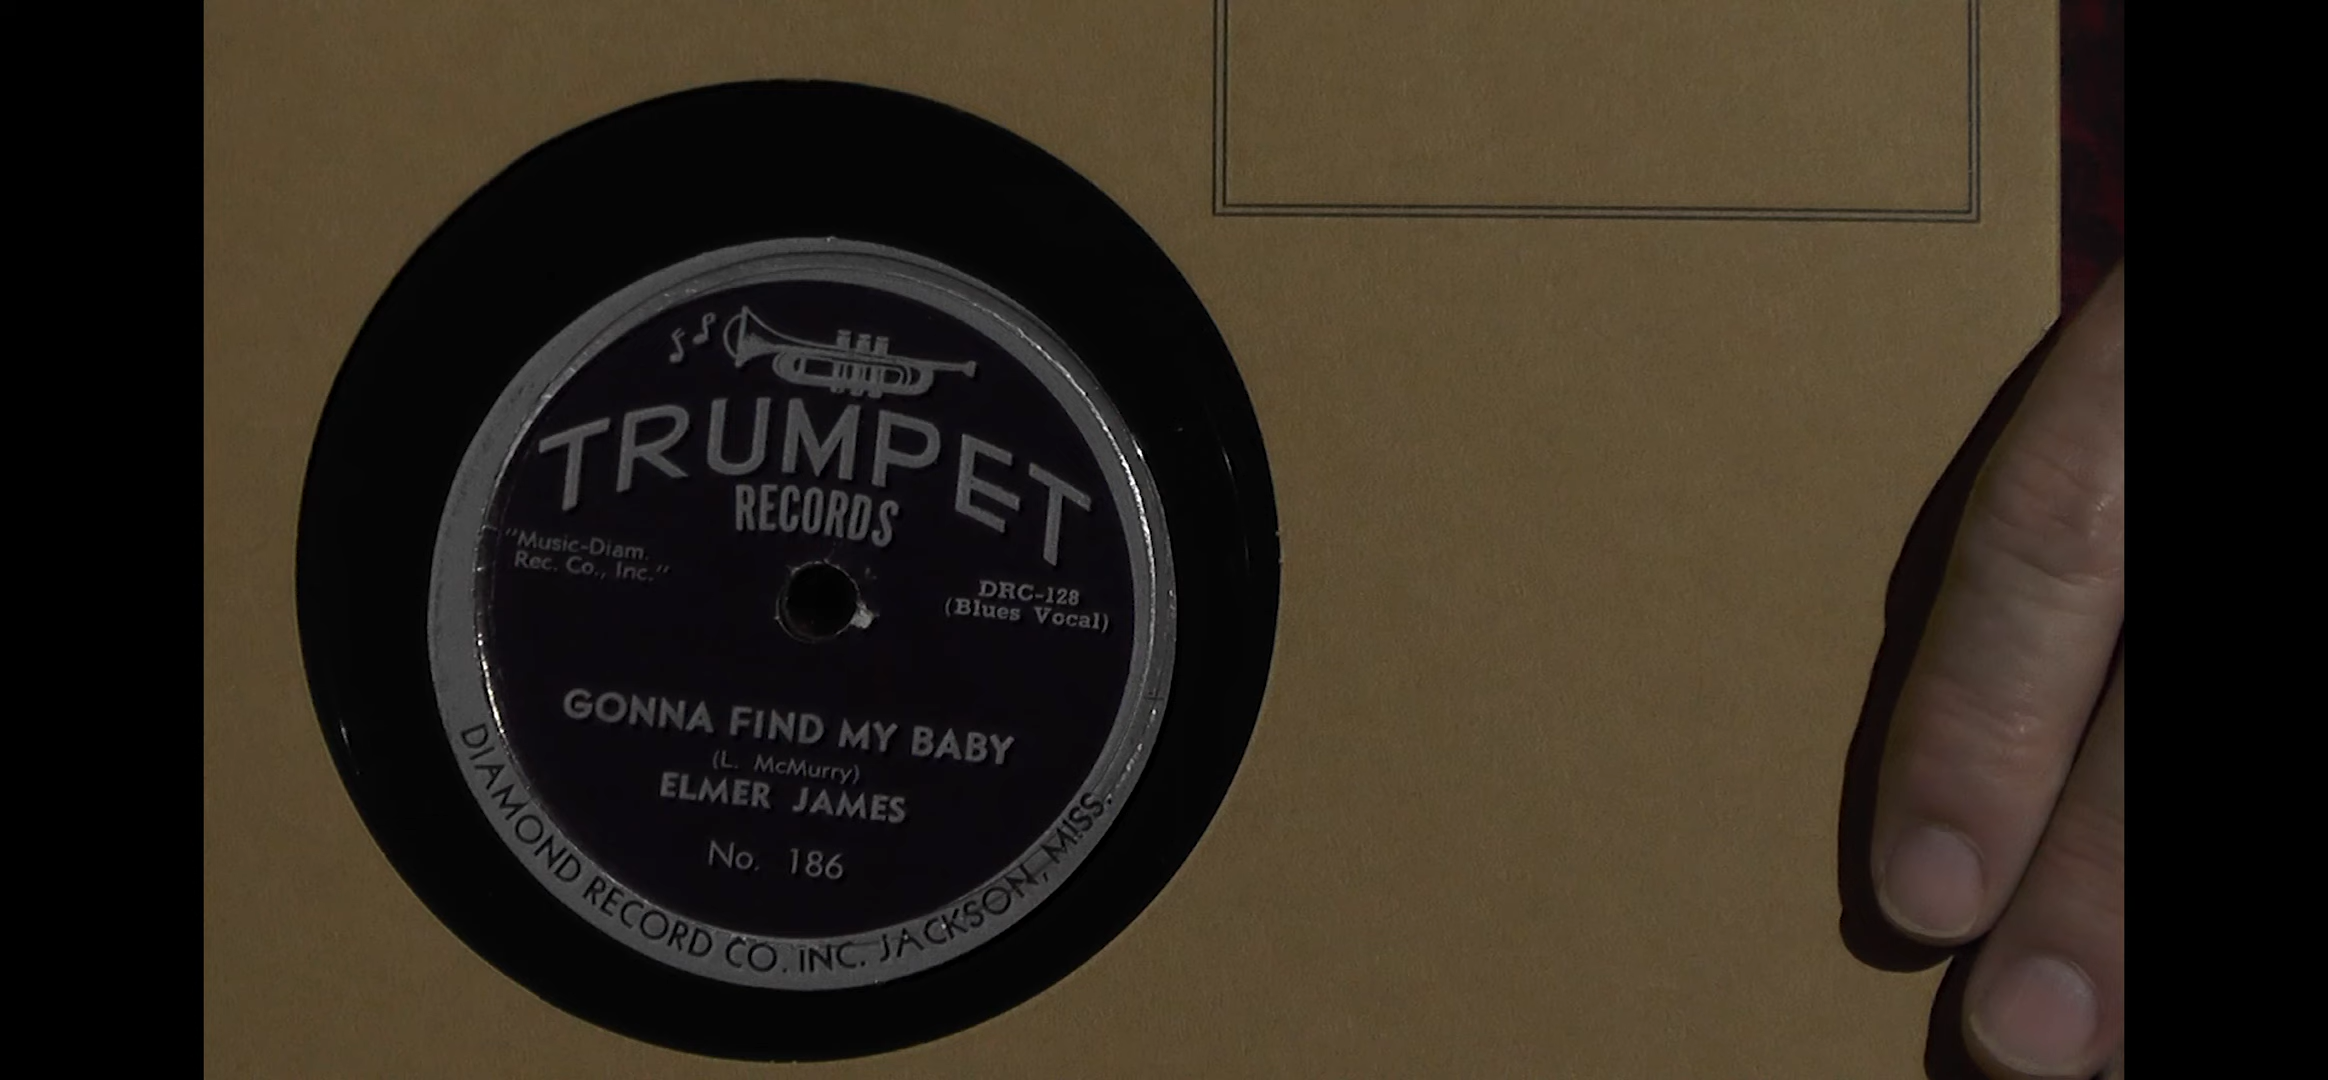 TRUMPET
RECORDS
"Music-Diam.
Rec. Co., Inc."
DRC-128
(Blues Vocal)
GONNA FIND MY BABY
(L. McMurry)
ELMER JAMES
No. 186
DIAMOND RECORD CO. INC. JACKSON, MISS.